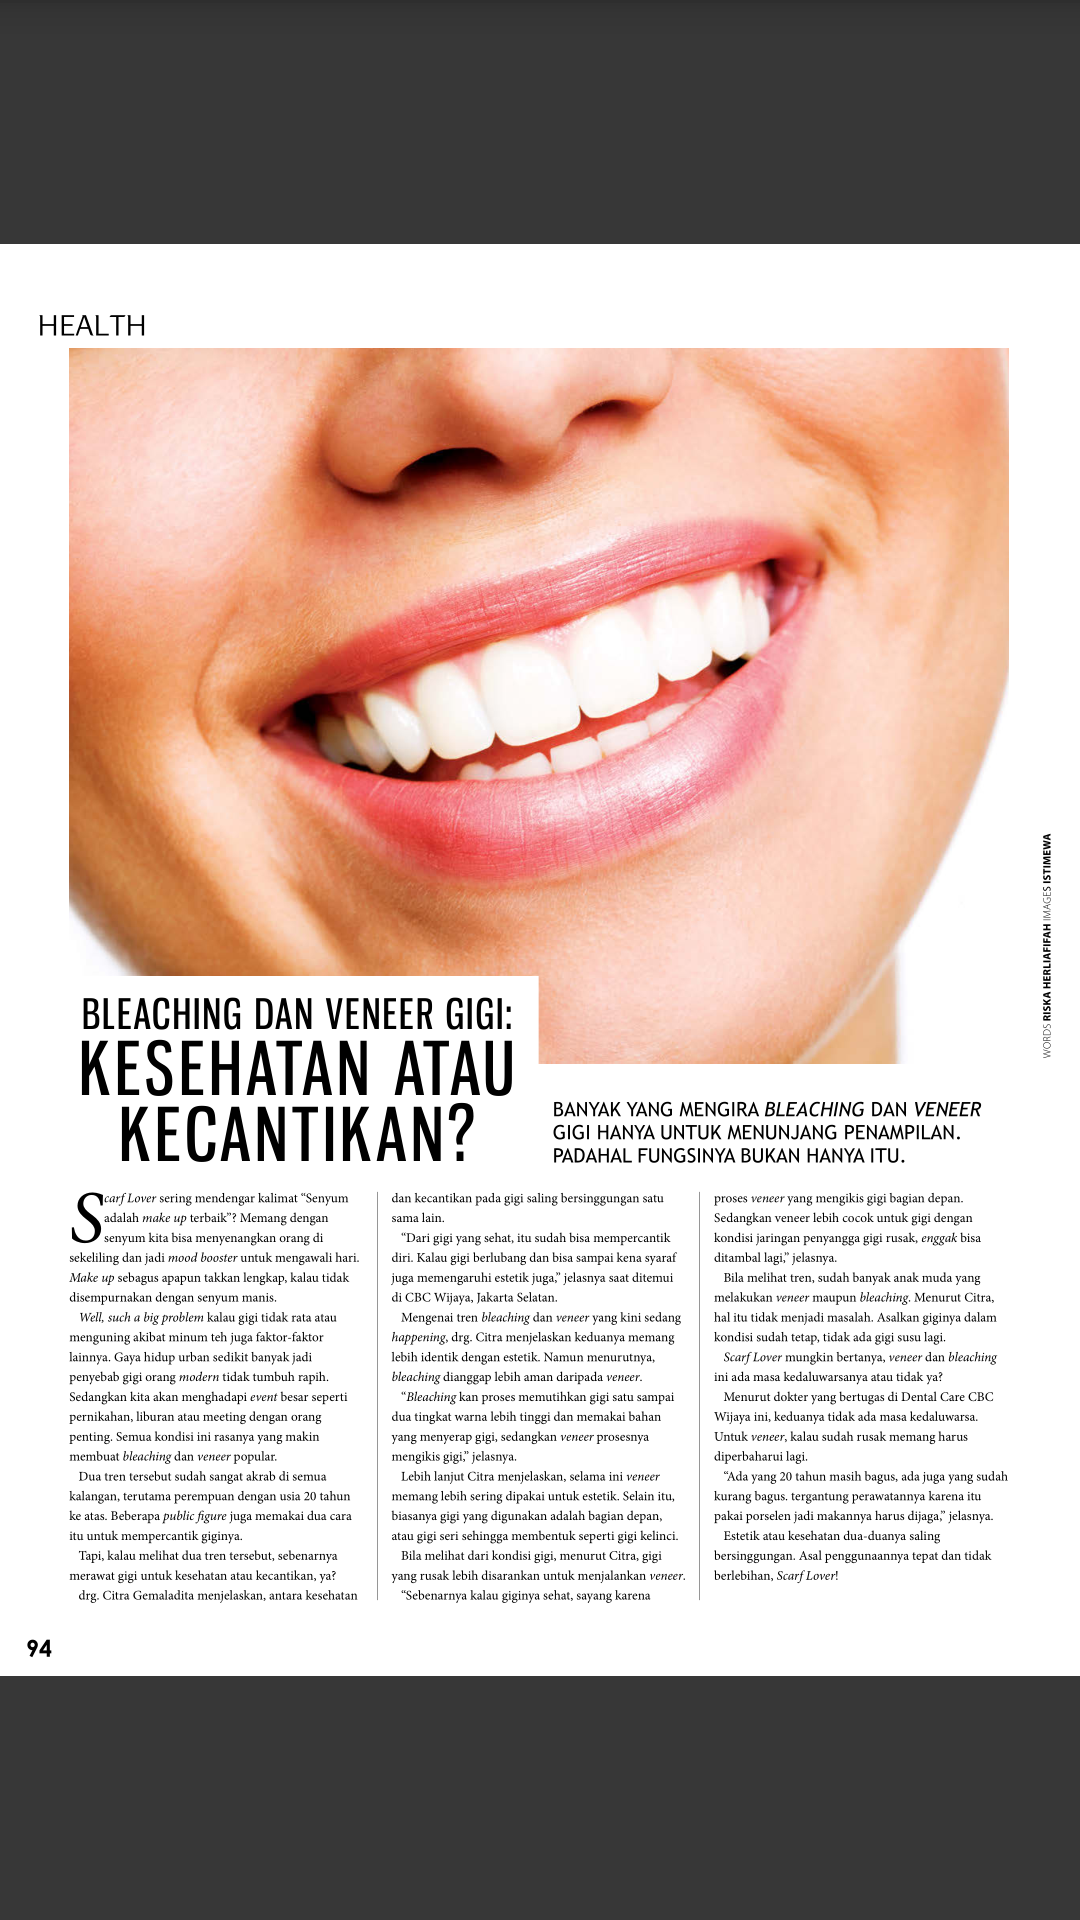 HEALTH
WORDS RISKA HERLIAFIFAH IMAGES ISTIMEWA
BLEACHING DAN VENEER GIGI:
KESEHATAN ATAU
KECANTIKAN?
BANYAK YANG MENGIRA BLEACHING DAN VENEER
GIGI HANYA UNTUK MENUNJANG PENAMPILAN.
PADAHAL FUNGSINYA BUKAN HANYA ITU.
Scarf Lover sering mendengar kalimat “Senyum
adalah make up terbaik”? Memang dengan
senyum kita bisa menyenangkan orang di
sekeliling dan jadi mood booster untuk mengawali hari.
Make up sebagus apapun takkan lengkap, kalau tidak
disempurnakan dengan senyum manis.
Well, such a big problem kalau gigi tidak rata atau
menguning akibat minum teh juga faktor-faktor
lainnya. Gaya hidup urban sedikit banyak jadi
penyebab gigi orang modern tidak tumbuh rapih.
Sedangkan kita akan menghadapi event besar seperti
pernikahan, liburan atau meeting dengan orang
penting. Semua kondisi ini rasanya yang makin
membuat bleaching dan veneer popular.
Dua tren tersebut sudah sangat akrab di semua
kalangan, terutama perempuan dengan usia 20 tahun
ke atas. Beberapa public figure juga memakai dua cara
itu untuk mempercantik giginya.
Tapi, kalau melihat dua tren tersebut, sebenarnya
merawat gigi untuk kesehatan atau kecantikan, ya?
drg. Citra Gemaladita menjelaskan, antara kesehatan
dan kecantikan pada gigi saling bersinggungan satu
sama lain.
“Dari gigi yang sehat, itu sudah bisa mempercantik
diri. Kalau gigi berlubang dan bisa sampai kena syaraf
juga memengaruhi estetik juga,” jelasnya saat ditemui
di CBC Wijaya, Jakarta Selatan.
Mengenai tren bleaching dan veneer yang kini sedang
happening, drg. Citra menjelaskan keduanya memang
lebih identik dengan estetik. Namun menurutnya,
bleaching dianggap lebih aman daripada veneer.
“Bleaching kan proses memutihkan gigi satu sampai
dua tingkat warna lebih tinggi dan memakai bahan
yang menyerap gigi, sedangkan veneer prosesnya
mengikis gigi,” jelasnya.
Lebih lanjut Citra menjelaskan, selama ini veneer
memang lebih sering dipakai untuk estetik. Selain itu,
biasanya gigi yang digunakan adalah bagian depan,
atau gigi seri sehingga membentuk seperti gigi kelinci.
Bila melihat dari kondisi gigi, menurut Citra, gigi
yang rusak lebih disarankan untuk menjalankan veneer.
“Sebenarnya kalau giginya sehat, sayang karena
proses veneer yang mengikis gigi bagian depan.
Sedangkan veneer lebih cocok untuk gigi dengan
kondisi jaringan penyangga gigi rusak, enggak bisa
ditambal lagi,” jelasnya.
Bila melihat tren, sudah banyak anak muda yang
melakukan veneer maupun bleaching. Menurut Citra,
hal itu tidak menjadi masalah. Asalkan giginya dalam
kondisi sudah tetap, tidak ada gigi susu lagi.
Scarf Lover mungkin bertanya, veneer dan bleaching
ini ada masa kedaluwarsanya atau tidak ya?
Menurut dokter yang bertugas di Dental Care CBC
Wijaya ini, keduanya tidak ada masa kedaluwarsa.
Untuk veneer, kalau sudah rusak memang harus
diperbaharui lagi.
“Ada yang 20 tahun masih bagus, ada juga yang sudah
kurang bagus. tergantung perawatannya karena itu
pakai porselen jadi makannya harus dijaga,” jelasnya.
Estetik atau kesehatan dua-duanya saling
bersinggungan. Asal penggunaannya tepat dan tidak
berlebihan, Scarf Lover!
94